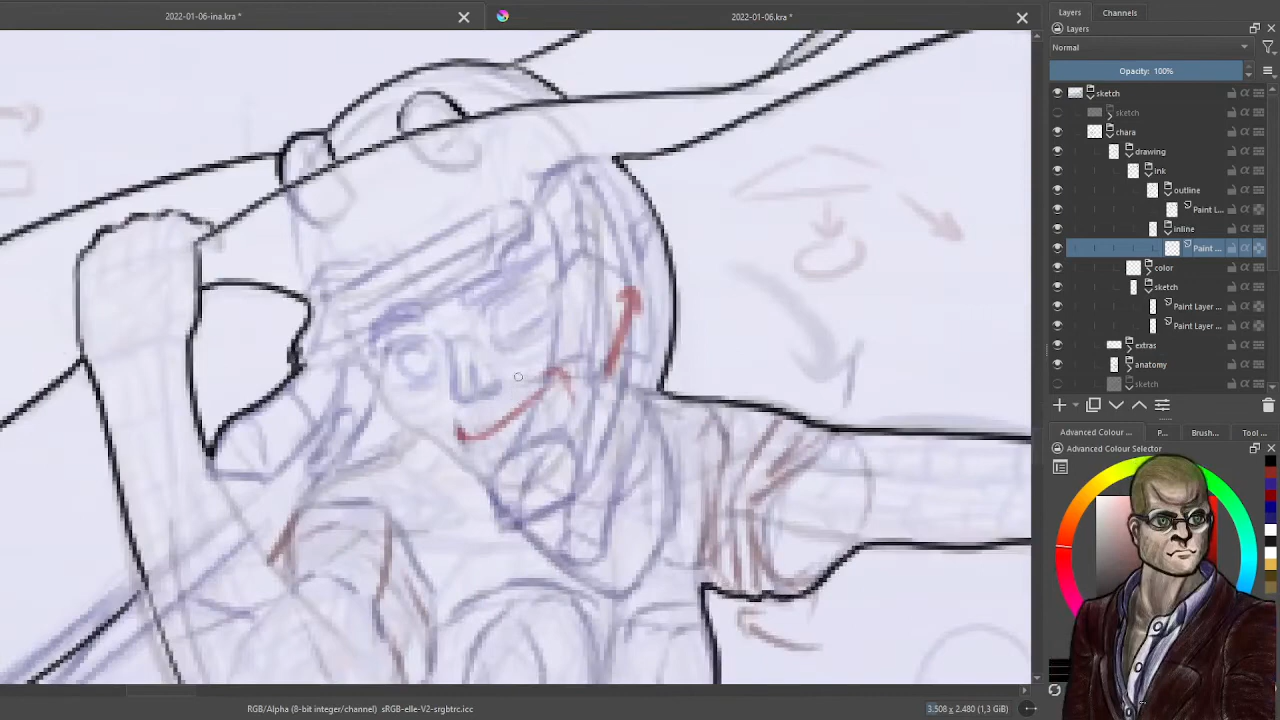 2022-01-06-ina.kra *
2022-01-06.kra *
Layers
Channels
Layers
Normal
Opacity: 100%
sketch
sketch
chara
drawing
ink
outline
Paint L...
inline
Paint ...
color
sketch
Paint Layer ...
Paint Layer ...
extras
anatomy
sketch
Advanced Colour ...
P...
Brush...
Tool ...
Advanced Colour Selector
RGB/Alpha (8-bit integer/channel) sRGB-elle-V2-srgbtrc.icc
3.508 x 2.480 (1,3 GiB)